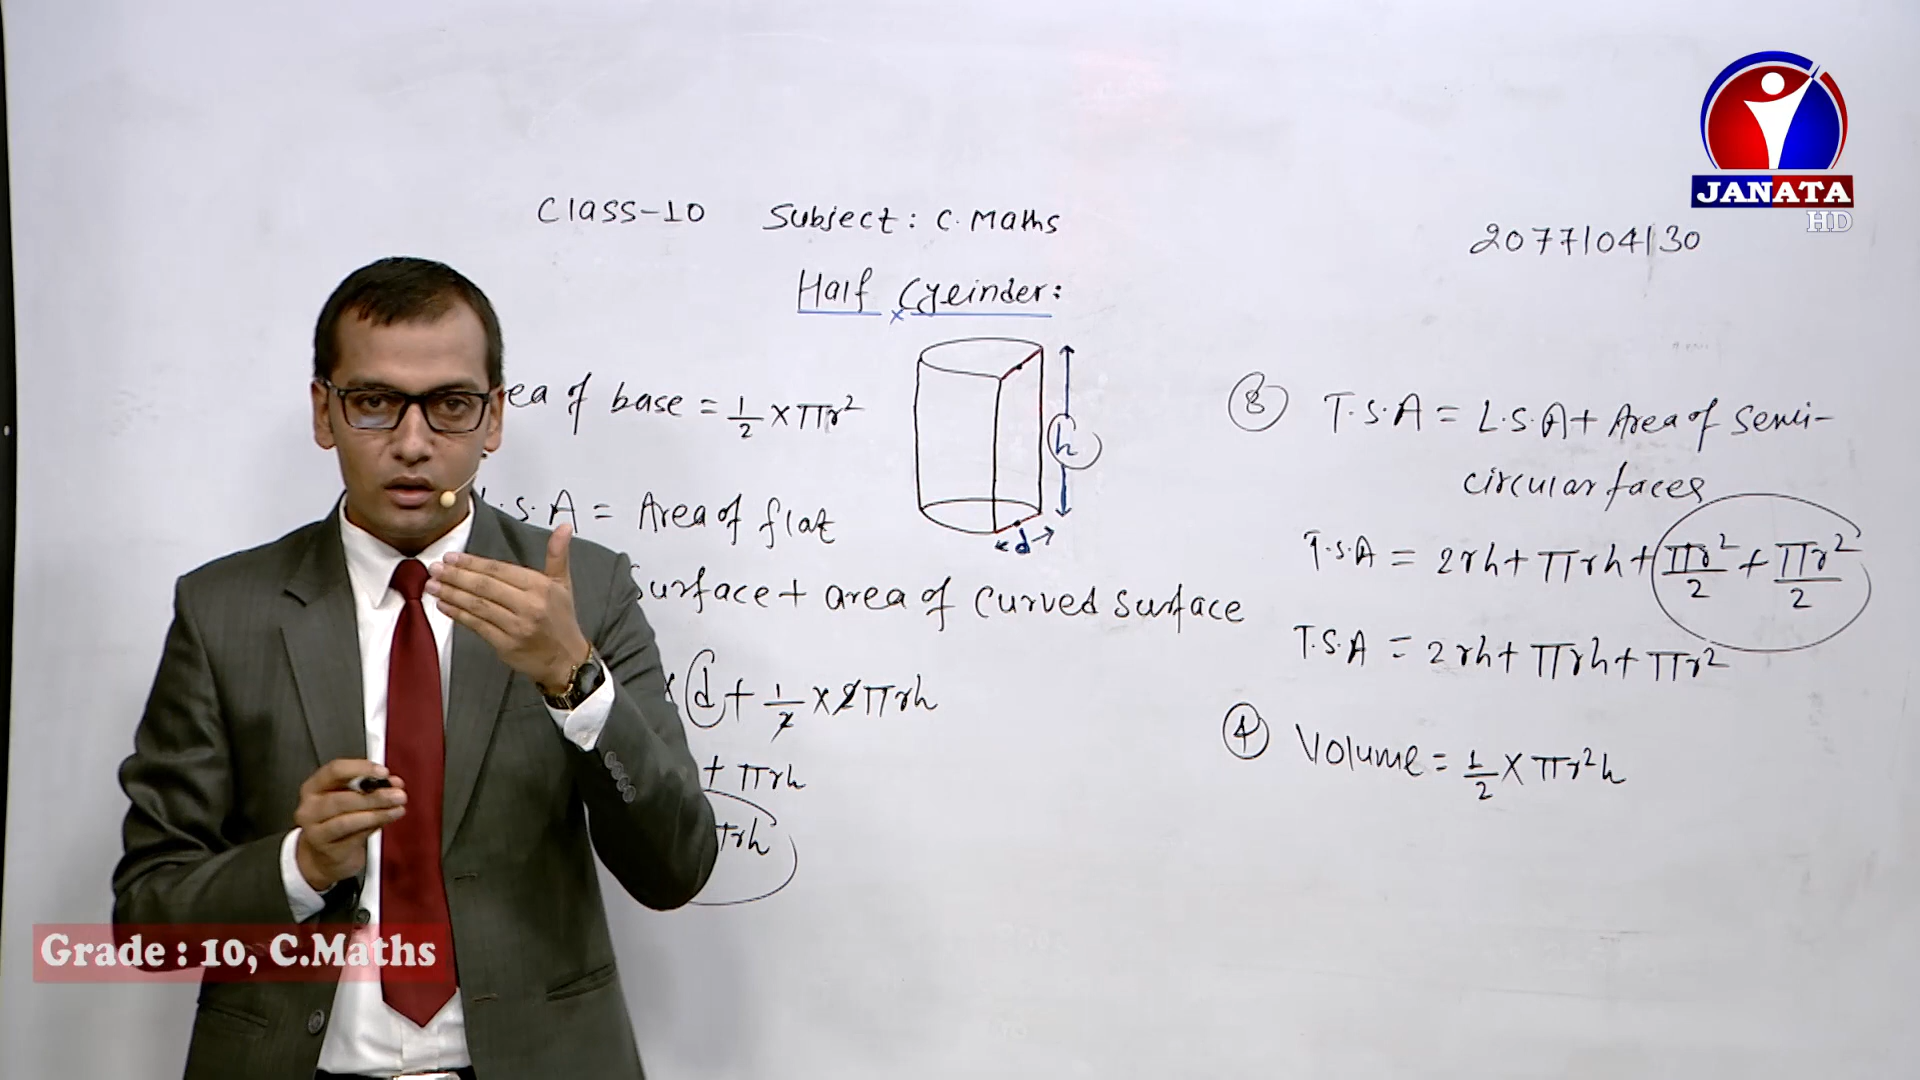 JANATA
HD
Class-10 Subject: C. Maths
2077/04/30
Half Cylinder:
ea of base = 1/2 × πr²
h
d
.S.A = Area of flat
surface + area of curved surface
× d + 1/2 × 2πrh
+ πrh
πrh
③ T.S.A = L.S.A + Area of semi-
circular faces
T.S.A = 2rh + πrh + πr²/2 + πr²/2
T.S.A = 2rh + πrh + πr²
④ Volume = 1/2 × πr²h
Grade : 10, C.Maths